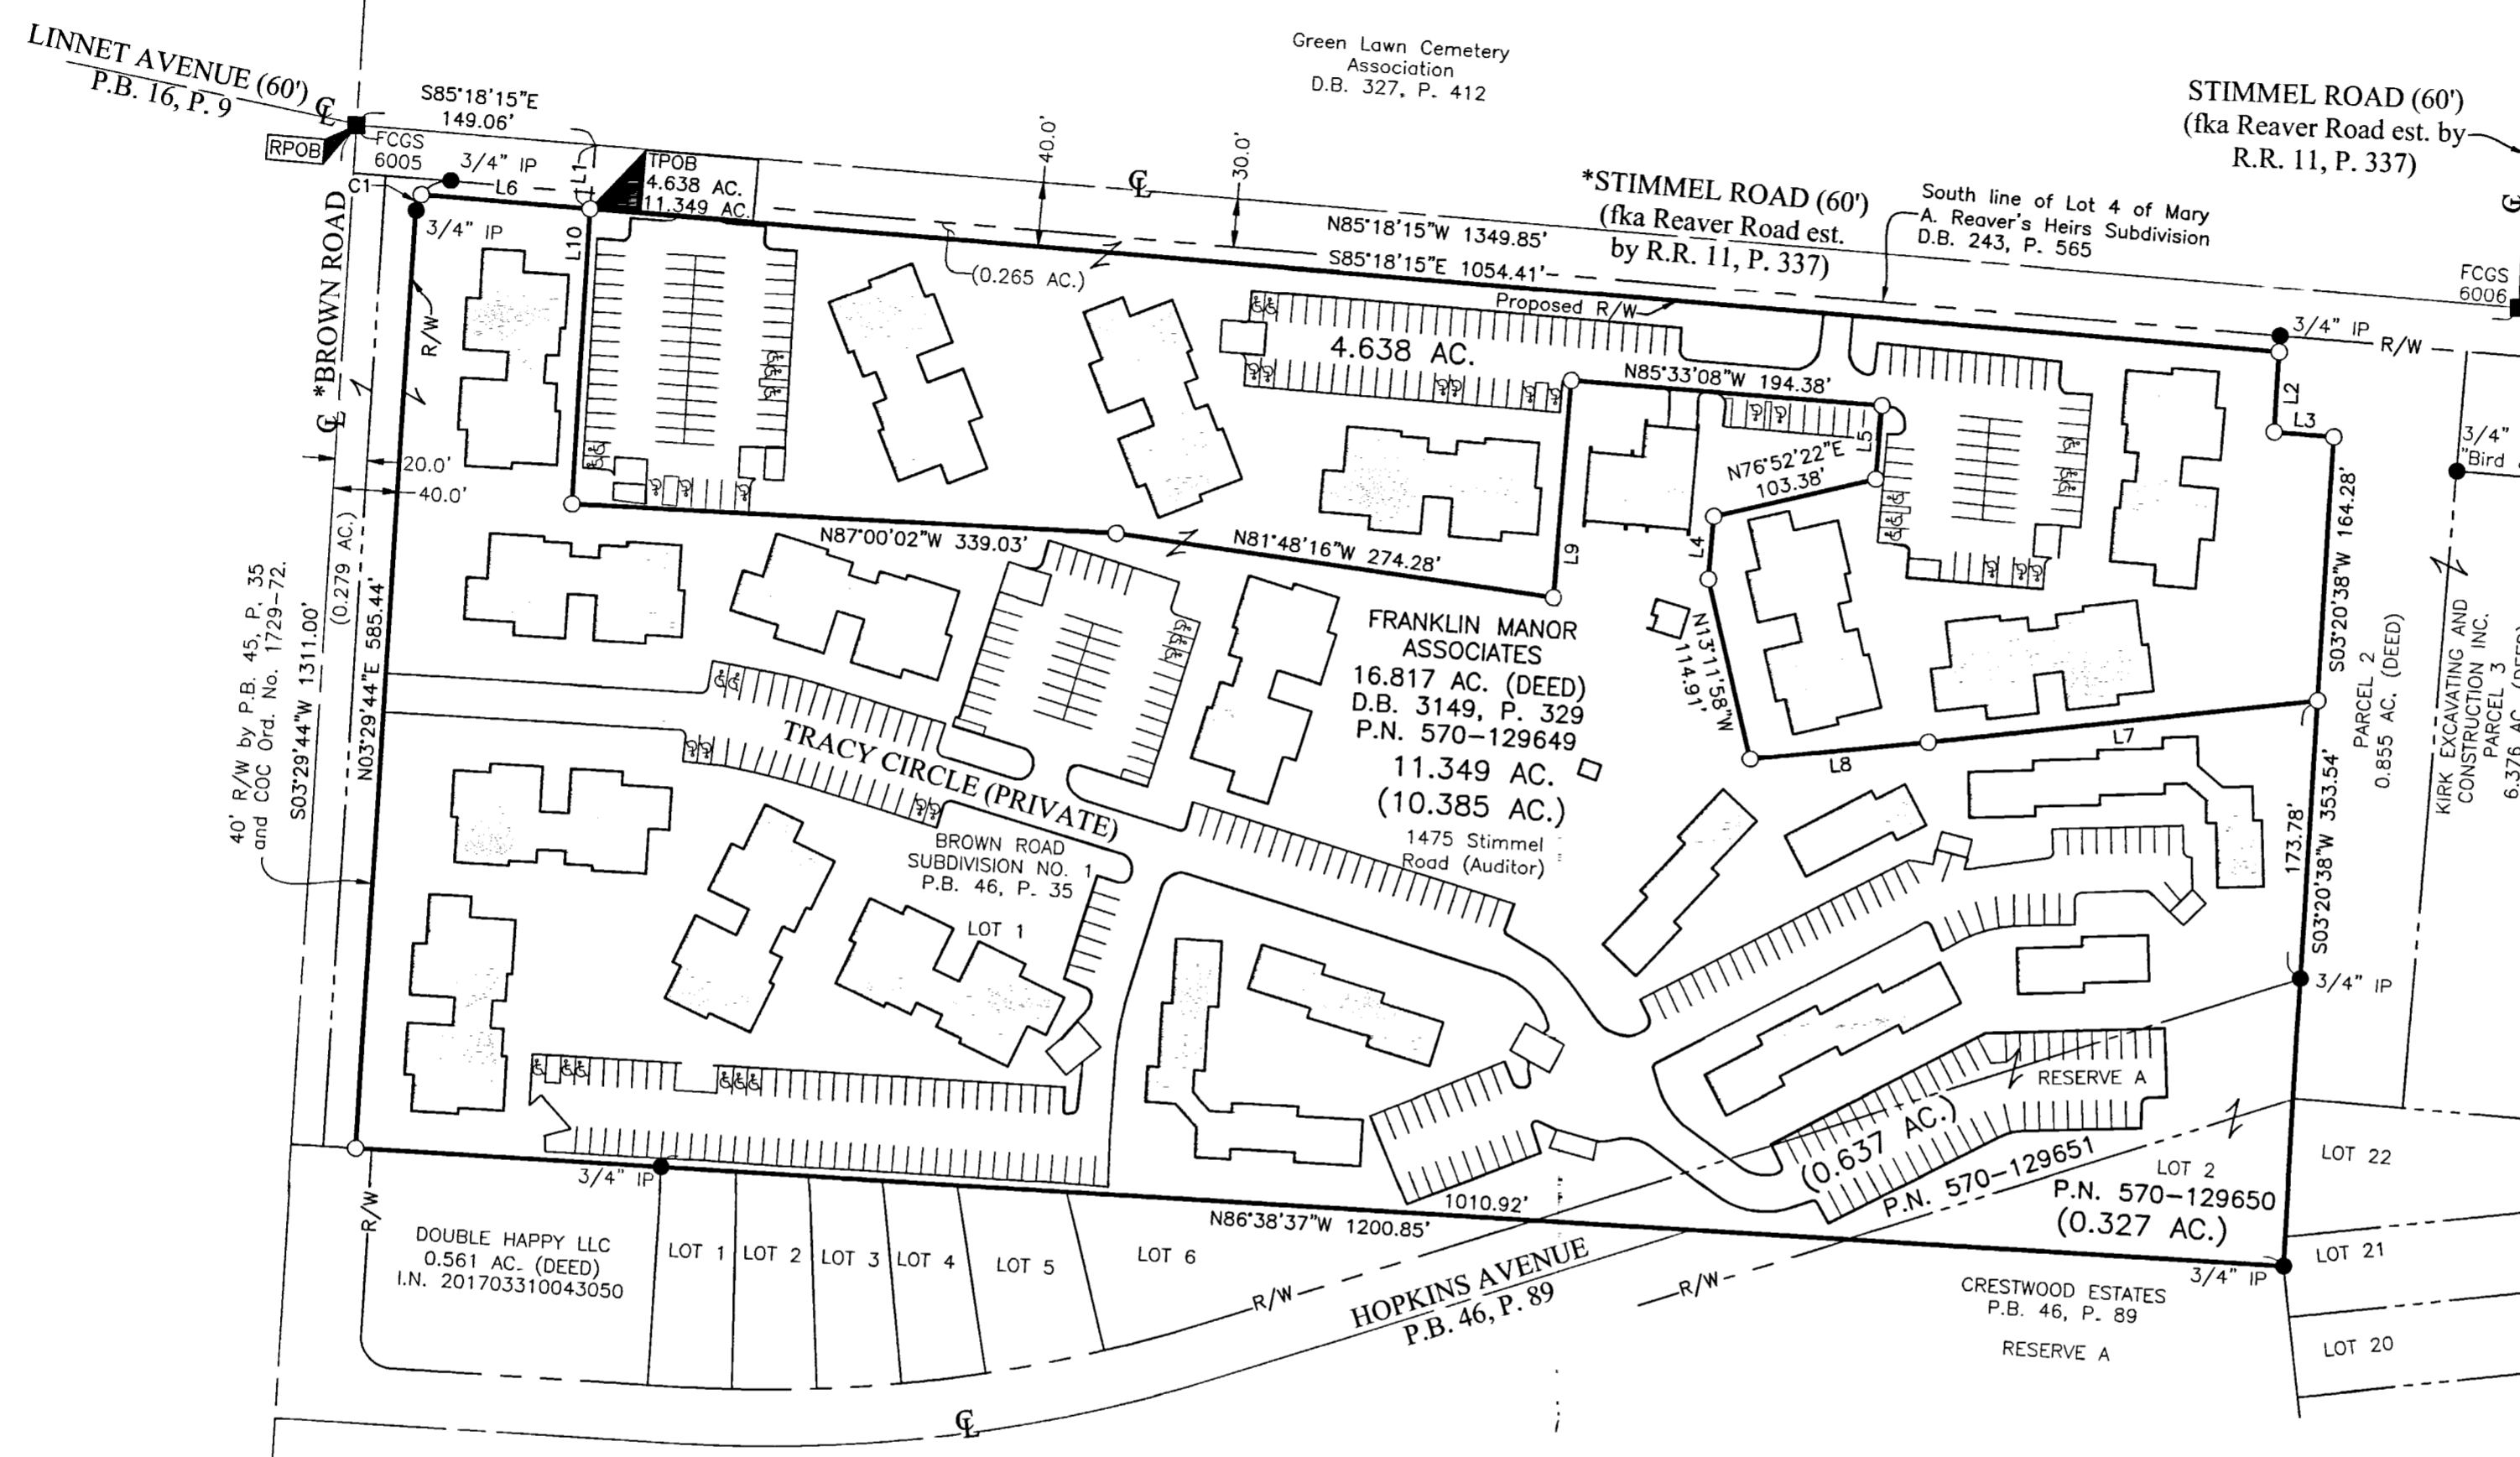 LINNET AVENUE (60')
P.B. 16, P. 9
℄
S85°18'15"E
149.06'
RPOB
FCGS
6005
3/4" IP
C1
L6
L1
TPOB
4.638 AC.
11.349 AC.
3/4" IP
L10
Green Lawn Cemetery
Association
D.B. 327, P. 412
40.0'
30.0'
℄
N85°18'15"W 1349.85'
S85°18'15"E 1054.41'
*STIMMEL ROAD (60')
(fka Reaver Road est.
by R.R. 11, P. 337)
STIMMEL ROAD (60')
(fka Reaver Road est. by
R.R. 11, P. 337)
South line of Lot 4 of Mary
A. Reaver's Heirs Subdivision
D.B. 243, P. 565
℄
FCGS
6006
3/4" IP
R/W
(0.265 AC.)
Proposed R/W
4.638 AC.
N85°33'08"W 194.38'
L2
L3
L5
N76°52'22"E
103.38'
L4
L9
3/4"
"Bird
℄ *BROWN ROAD
R/W
20.0'
40.0'
(0.279 AC.)
40' R/W by P.B. 45, P. 35
and COC Ord. No. 1729-72.
S03°29'44"W 1311.00'
N03°29'44"E 585.44'
N87°00'02"W 339.03'
N81°48'16"W 274.28'
FRANKLIN MANOR
ASSOCIATES
16.817 AC. (DEED)
D.B. 3149, P. 329
P.N. 570-129649
11.349 AC.
(10.385 AC.)
1475 Stimmel
Road (Auditor)
N13°11'58"W
114.91'
L8
L7
S03°20'38"W 164.28'
PARCEL 2
0.855 AC. (DEED)
KIRK EXCAVATING AND
CONSTRUCTION INC.
PARCEL 3
6.376 AC. (DEED)
173.78'
S03°20'38"W 353.54'
TRACY CIRCLE (PRIVATE)
BROWN ROAD
SUBDIVISION NO. 1
P.B. 46, P. 35
LOT 1
3/4" IP
RESERVE A
(0.637 AC.)
P.N. 570-129651
LOT 2
P.N. 570-129650
(0.327 AC.)
LOT 22
LOT 21
LOT 20
3/4" IP
3/4" IP
1010.92'
N86°38'37"W 1200.85'
R/W
DOUBLE HAPPY LLC
0.561 AC. (DEED)
I.N. 201703310043050
LOT 1
LOT 2
LOT 3
LOT 4
LOT 5
LOT 6
R/W
HOPKINS AVENUE
P.B. 46, P. 89
R/W
CRESTWOOD ESTATES
P.B. 46, P. 89
RESERVE A
℄